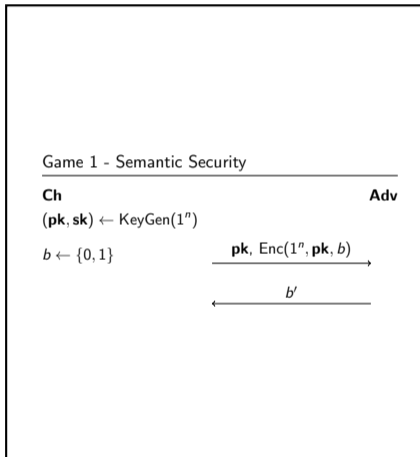 Game 1 - Semantic Security
Ch Adv
(pk, sk) ← KeyGen(1ⁿ)
b ← {0, 1} pk, Enc(1ⁿ, pk, b)
b′